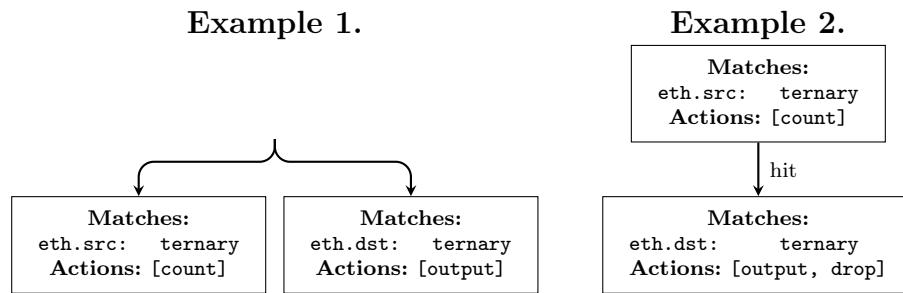 Example 1.
Matches:
eth.src: ternary
Actions: [count]
Matches:
eth.dst: ternary
Actions: [output]
Example 2.
Matches:
eth.src: ternary
Actions: [count]
hit
Matches:
eth.dst: ternary
Actions: [output, drop]